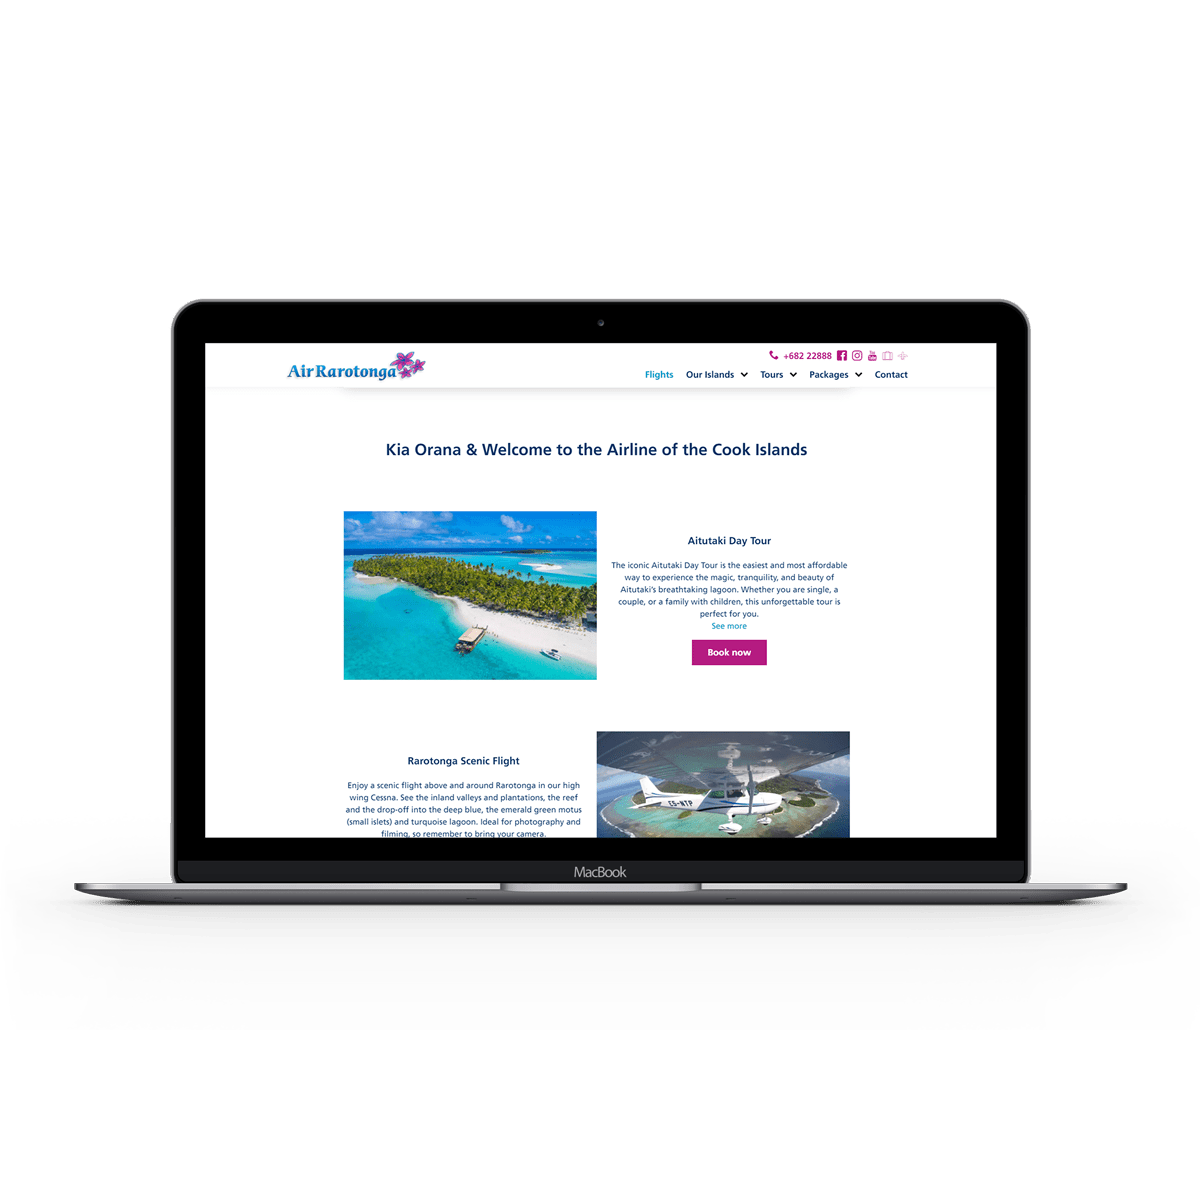 Air Rarotonga
+682 22888
Flights Our Islands Tours Packages Contact
Kia Orana & Welcome to the Airline of the Cook Islands
Aitutaki Day Tour
The iconic Aitutaki Day Tour is the easiest and most affordable
way to experience the magic, tranquility, and beauty of
Aitutaki's breathtaking lagoon. Whether you are single, a
couple, or a family with children, this unforgettable tour is
perfect for you.
See more
Book now
Rarotonga Scenic Flight
Enjoy a scenic flight above and around Rarotonga in our high
wing Cessna. See the inland valleys and plantations, the reef
and the drop-off into the deep blue, the emerald green motus
(small islets) and turquoise lagoon. Ideal for photography and
filming, so remember to bring your camera.
E5-NTP
MacBook